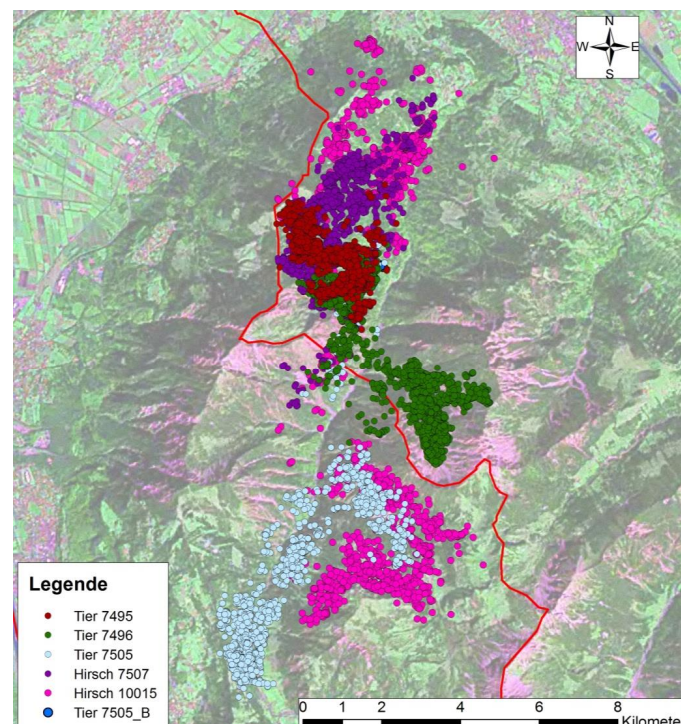 N
W E
S
Legende
Tier 7495
Tier 7496
Tier 7505
Hirsch 7507
Hirsch 10015
Tier 7505_B
0 1 2 4 6 8
Kilomete